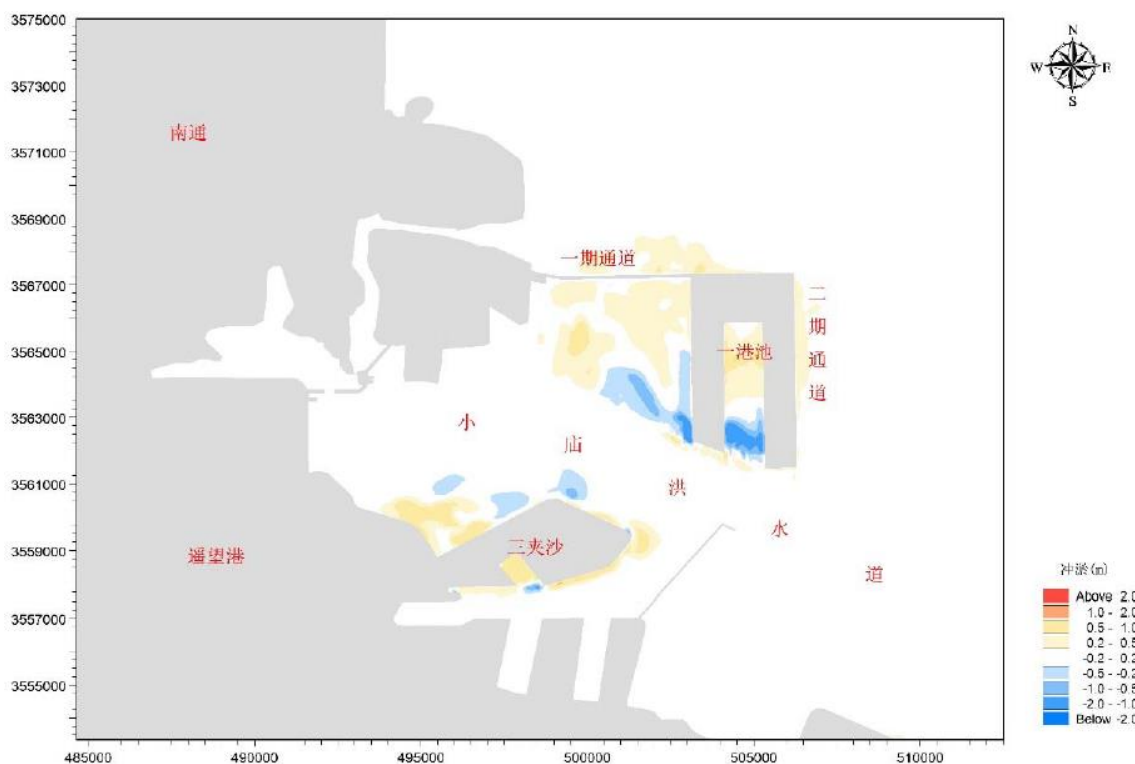 3575000
3573000
3571000
3569000
3567000
3565000
3563000
3561000
3559000
3557000
3555000
485000
490000
495000
500000
505000
510000
N
W
E
S
南通
一期通道
二期通道
一港池
小庙洪水道
三夹沙
遥望港
冲淤(m)
Above 2.0
1.0 - 2.0
0.5 - 1.0
0.2 - 0.5
-0.2 - 0.2
-0.5 - -0.2
-1.0 - -0.5
-2.0 - -1.0
Below -2.0